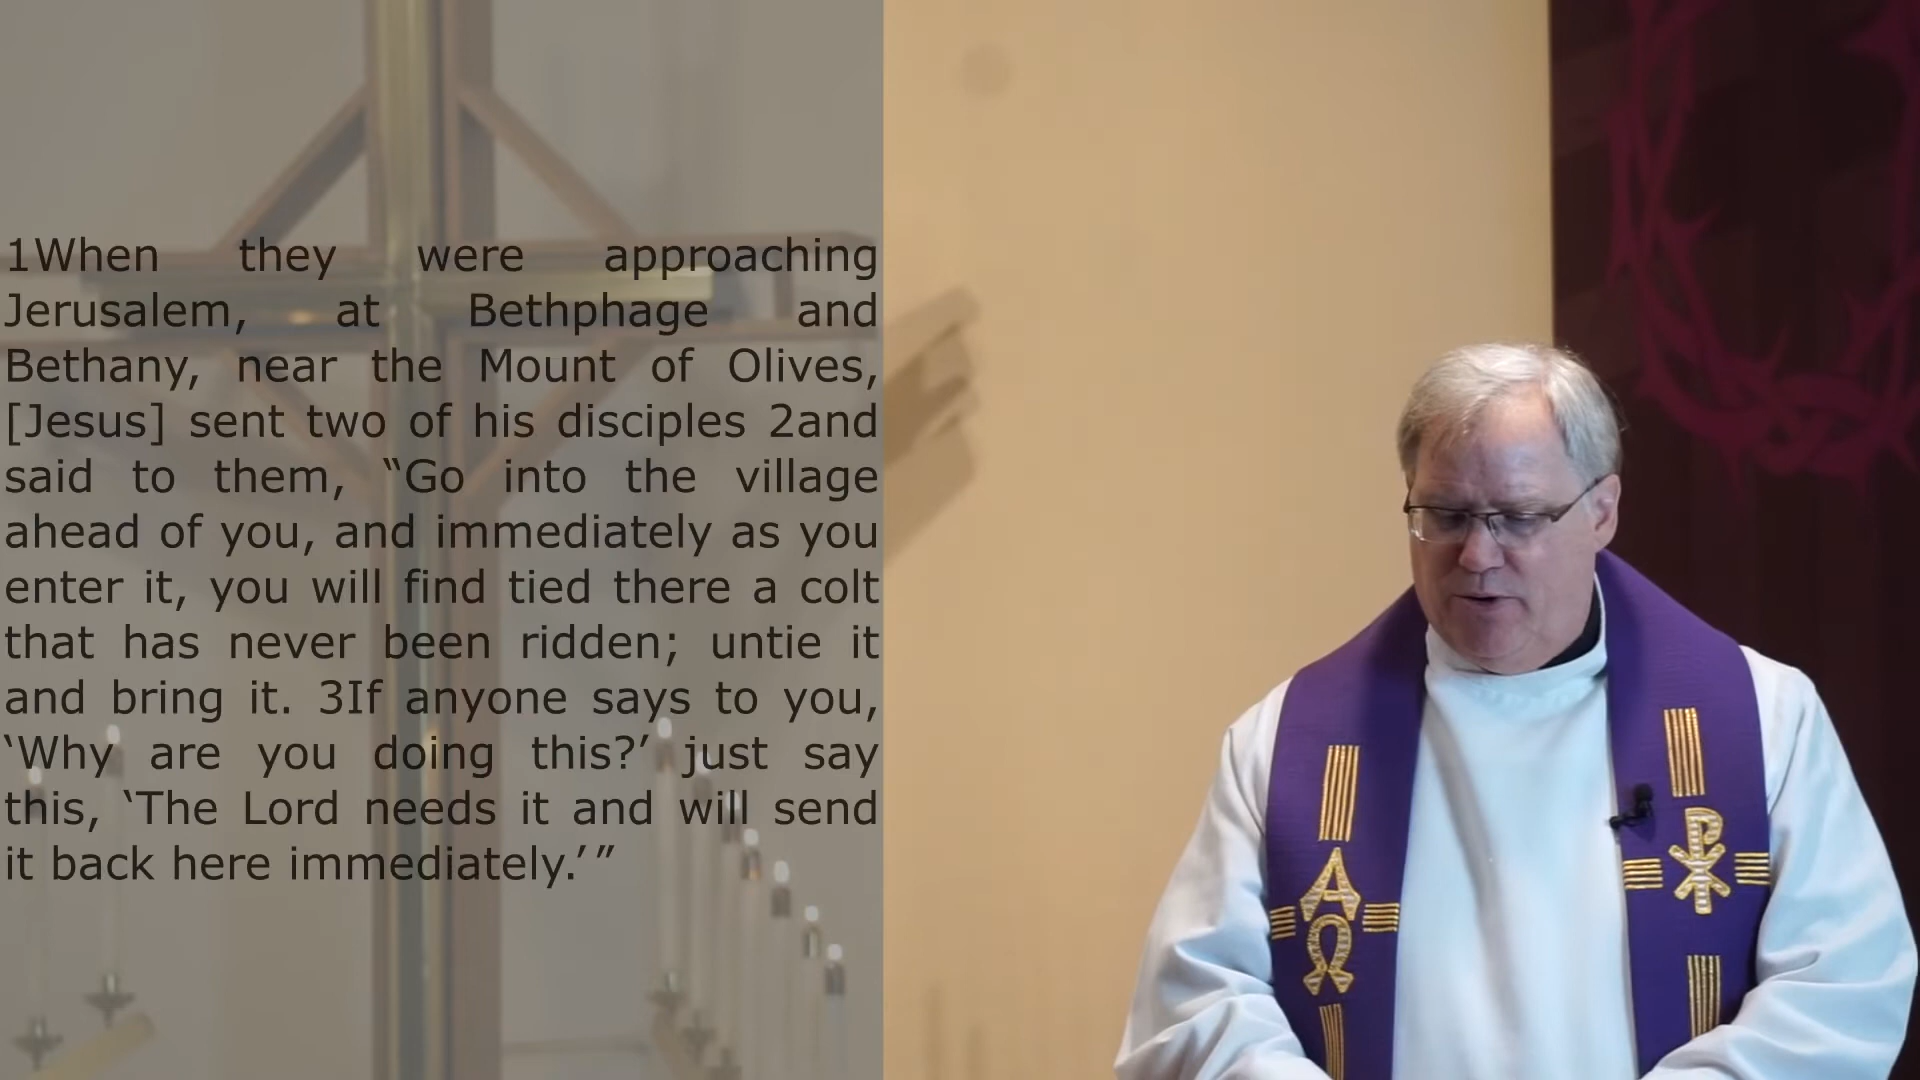 1When they were approaching
Jerusalem, at Bethphage and
Bethany, near the Mount of Olives,
[Jesus] sent two of his disciples 2and
said to them, “Go into the village
ahead of you, and immediately as you
enter it, you will find tied there a colt
that has never been ridden; untie it
and bring it. 3If anyone says to you,
‘Why are you doing this?’ just say
this, ‘The Lord needs it and will send
it back here immediately.’ ”
Α
Ω